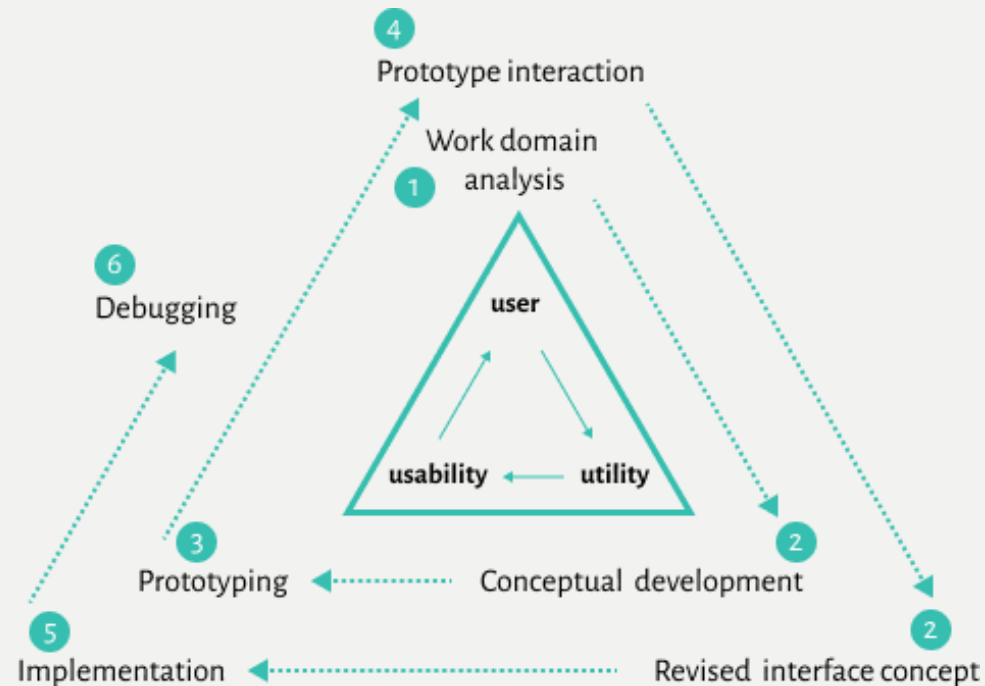 4
Prototype interaction
Work domain
analysis
1
6
Debugging
user
usability
utility
3
2
Prototyping
Conceptual development
5
2
Implementation
Revised interface concept